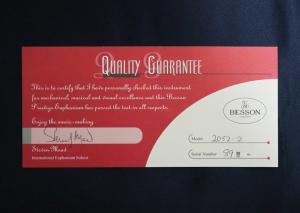 QUALITY GUARANTEE
This is to certify that I have personally checked this instrument
for mechanical, musical and visual excellence and this Besson
Prestige Euphonium has passed the test in all respects.
Enjoy the music-making
Steven Mead
International Euphonium Soloist
The
BESSON
Model 2052-2
Serial Number 89